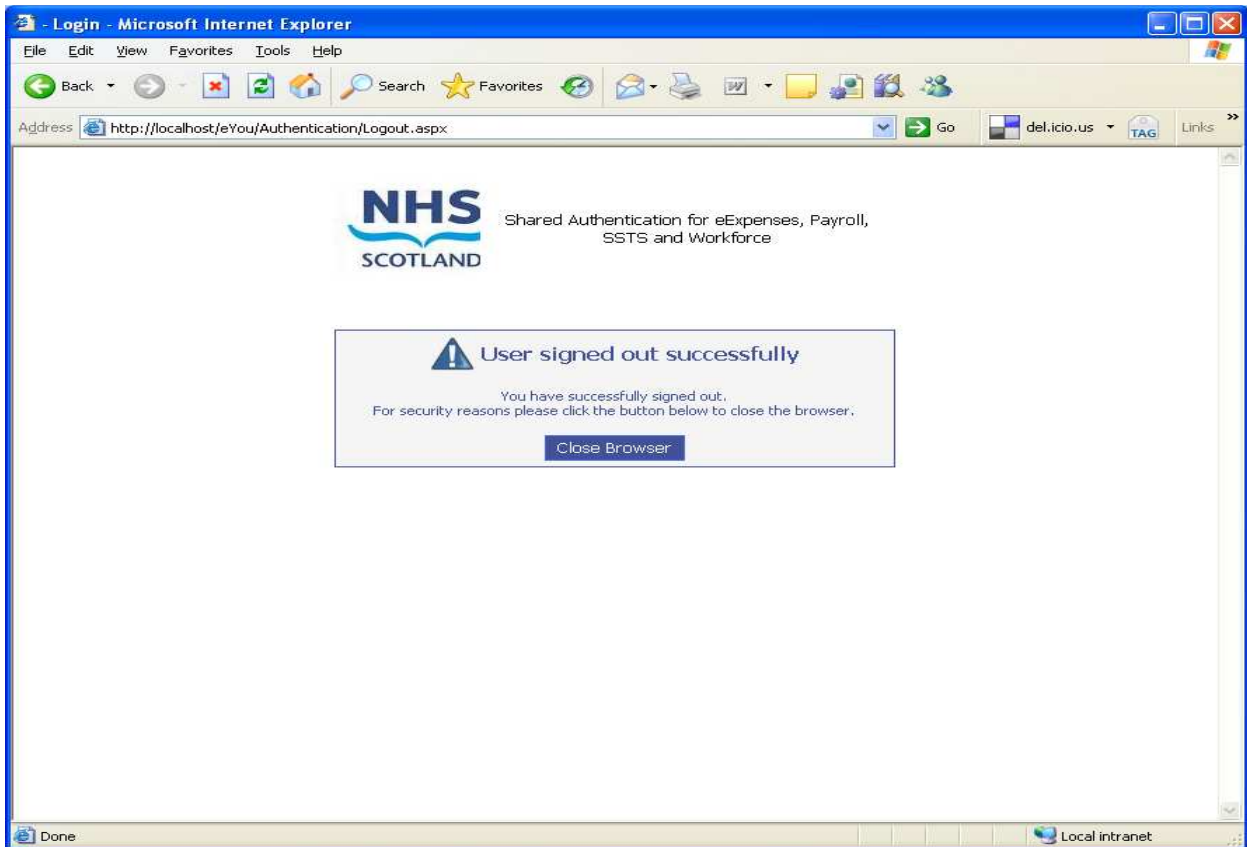 - Login - Microsoft Internet Explorer
File Edit View Favorites Tools Help
Back Search Favorites
Address http://localhost/eYou/Authentication/Logout.aspx Go del.icio.us TAG Links »
NHS
SCOTLAND
Shared Authentication for eExpenses, Payroll,
SSTS and Workforce
User signed out successfully
You have successfully signed out.
For security reasons please click the button below to close the browser.
Close Browser
Done Local intranet